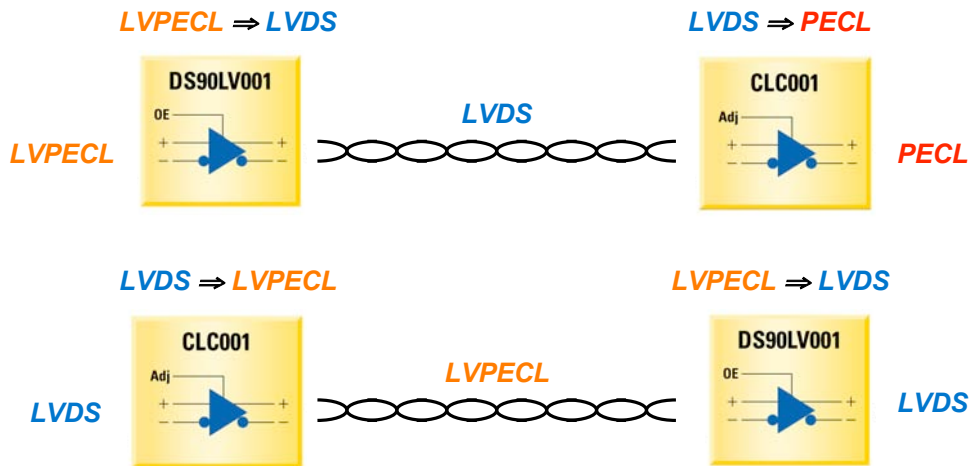 LVPECL ⇒ LVDS
LVDS ⇒ PECL
DS90LV001
CLC001
OE
Adj
LVDS
+ +
- -
+ +
- -
LVPECL
PECL
LVDS ⇒ LVPECL
LVPECL ⇒ LVDS
CLC001
DS90LV001
Adj
OE
LVPECL
+ +
- -
+ +
- -
LVDS
LVDS